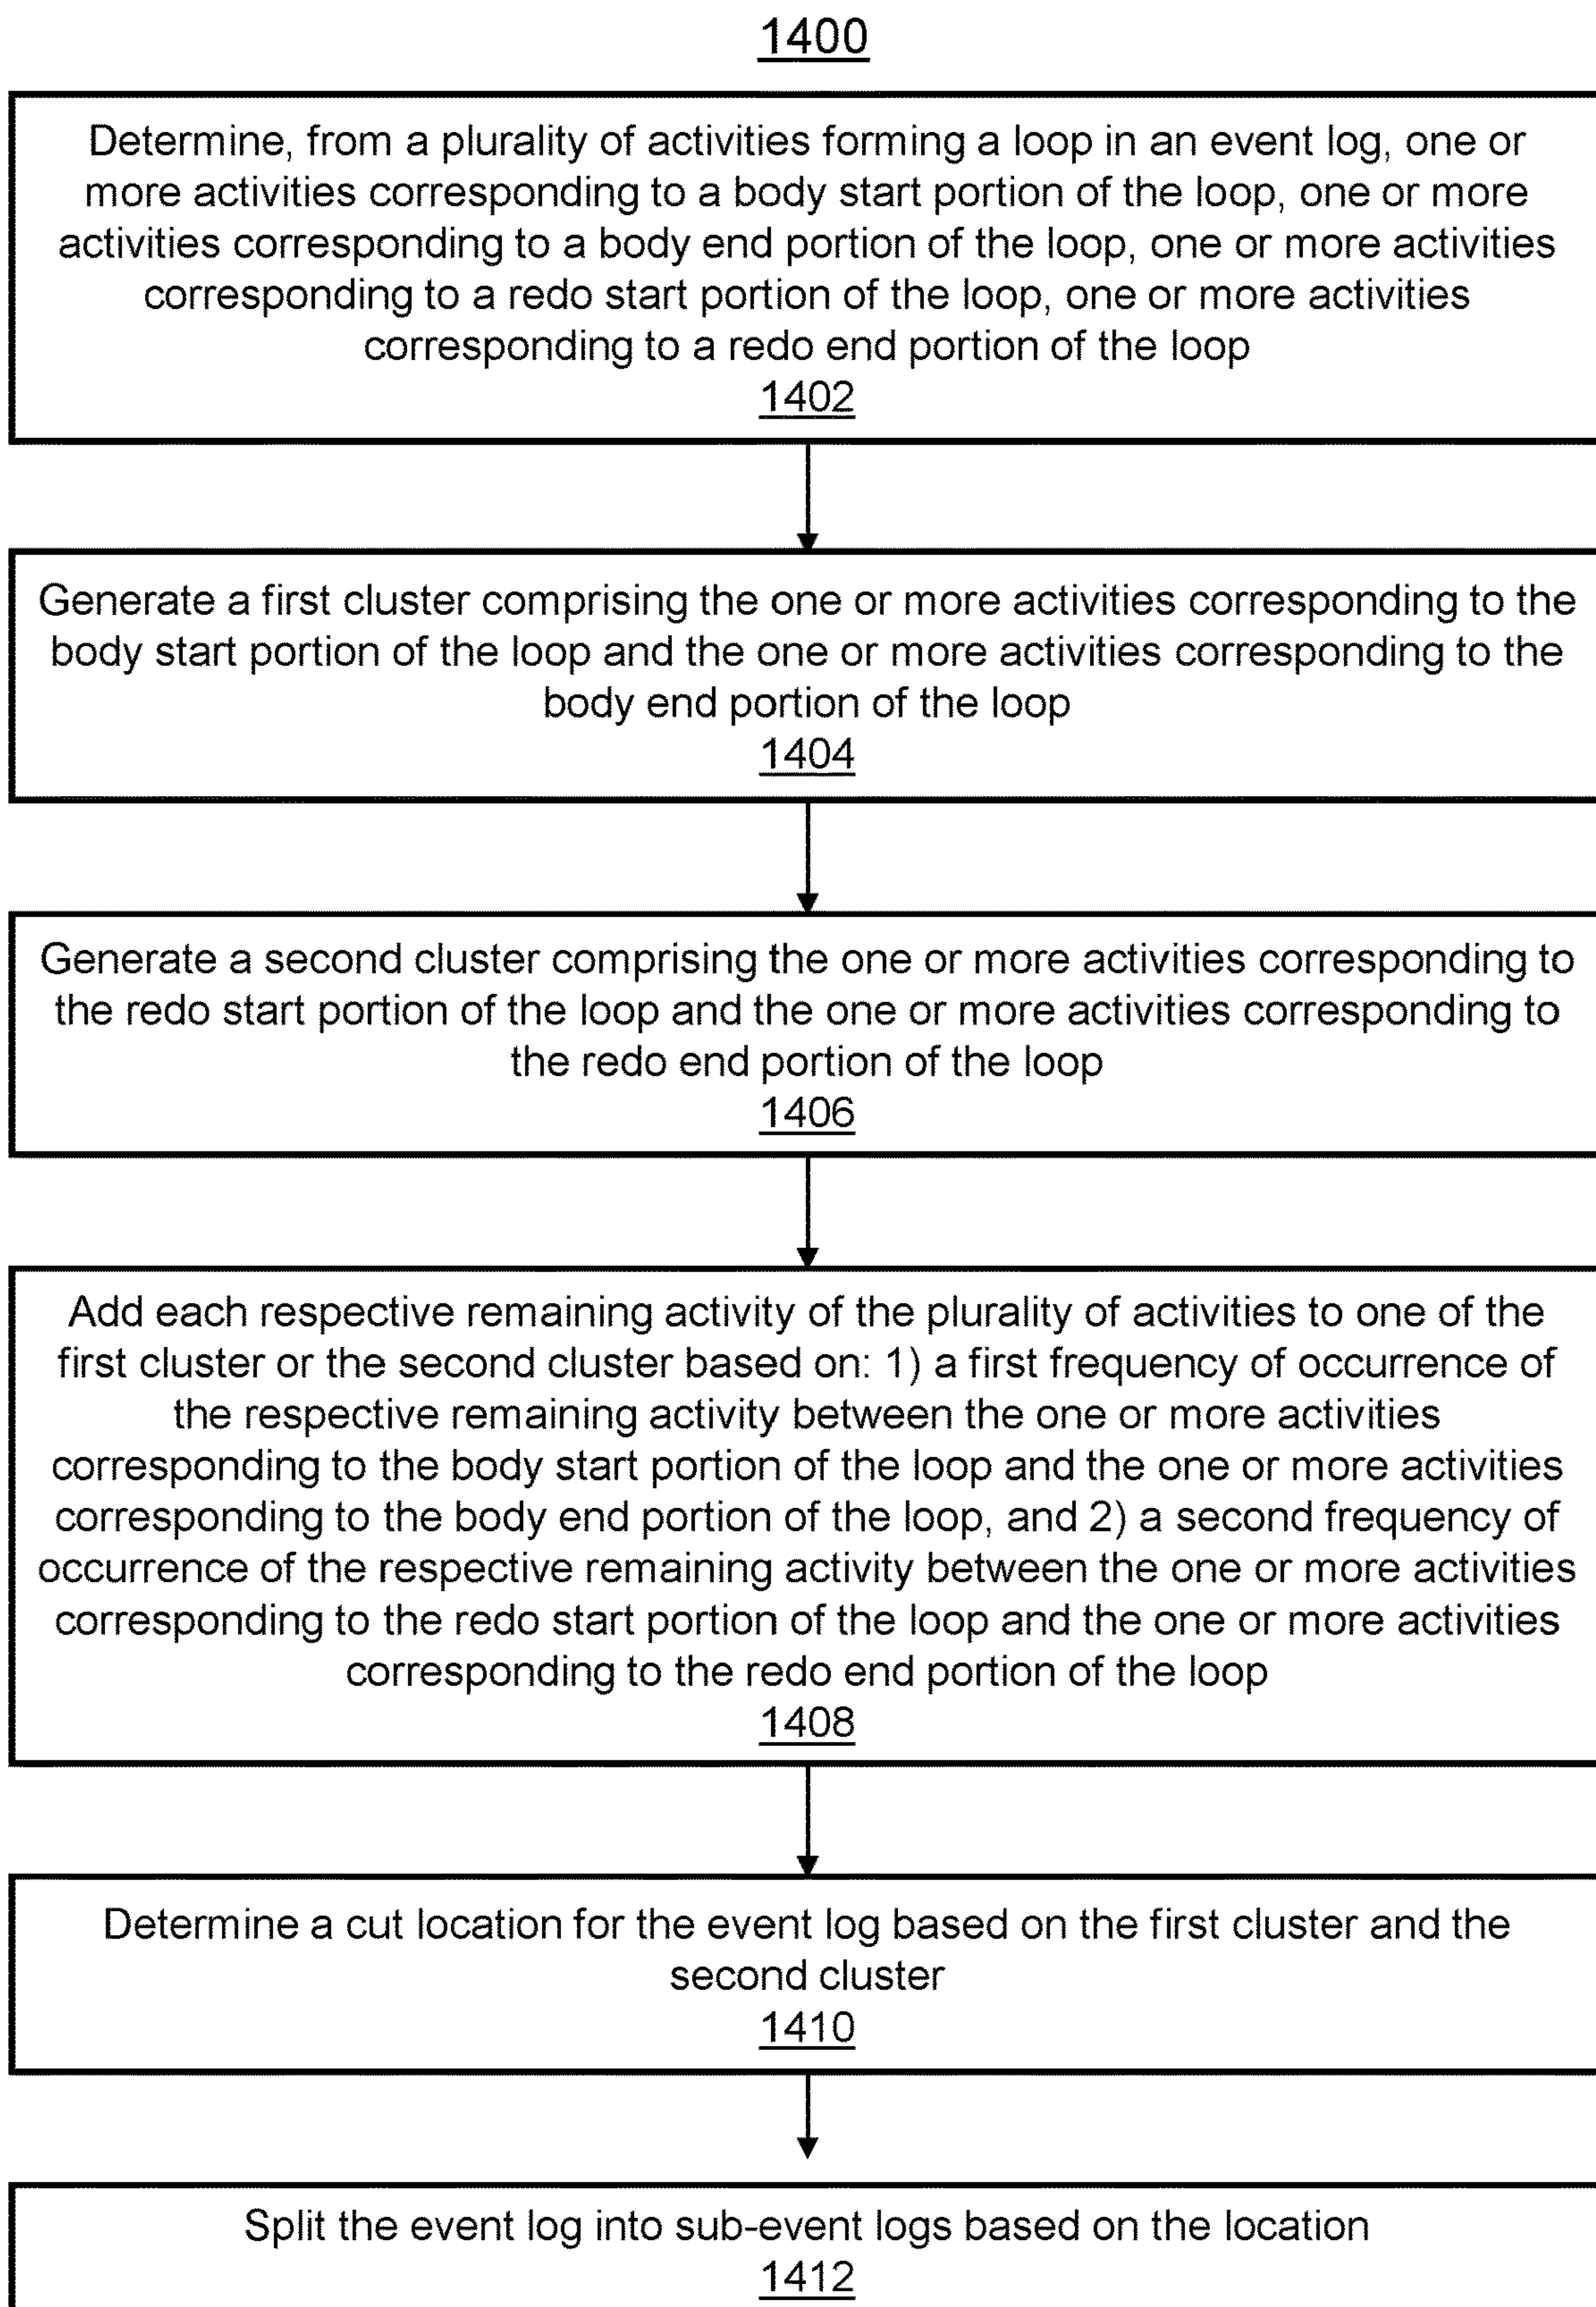 1400
Determine, from a plurality of activities forming a loop in an event log, one or
more activities corresponding to a body start portion of the loop, one or more
activities corresponding to a body end portion of the loop, one or more activities
corresponding to a redo start portion of the loop, one or more activities
corresponding to a redo end portion of the loop
1402
Generate a first cluster comprising the one or more activities corresponding to the
body start portion of the loop and the one or more activities corresponding to the
body end portion of the loop
1404
Generate a second cluster comprising the one or more activities corresponding to
the redo start portion of the loop and the one or more activities corresponding to
the redo end portion of the loop
1406
Add each respective remaining activity of the plurality of activities to one of the
first cluster or the second cluster based on: 1) a first frequency of occurrence of
the respective remaining activity between the one or more activities
corresponding to the body start portion of the loop and the one or more activities
corresponding to the body end portion of the loop, and 2) a second frequency of
occurrence of the respective remaining activity between the one or more activities
corresponding to the redo start portion of the loop and the one or more activities
corresponding to the redo end portion of the loop
1408
Determine a cut location for the event log based on the first cluster and the
second cluster
1410
Split the event log into sub-event logs based on the location
1412